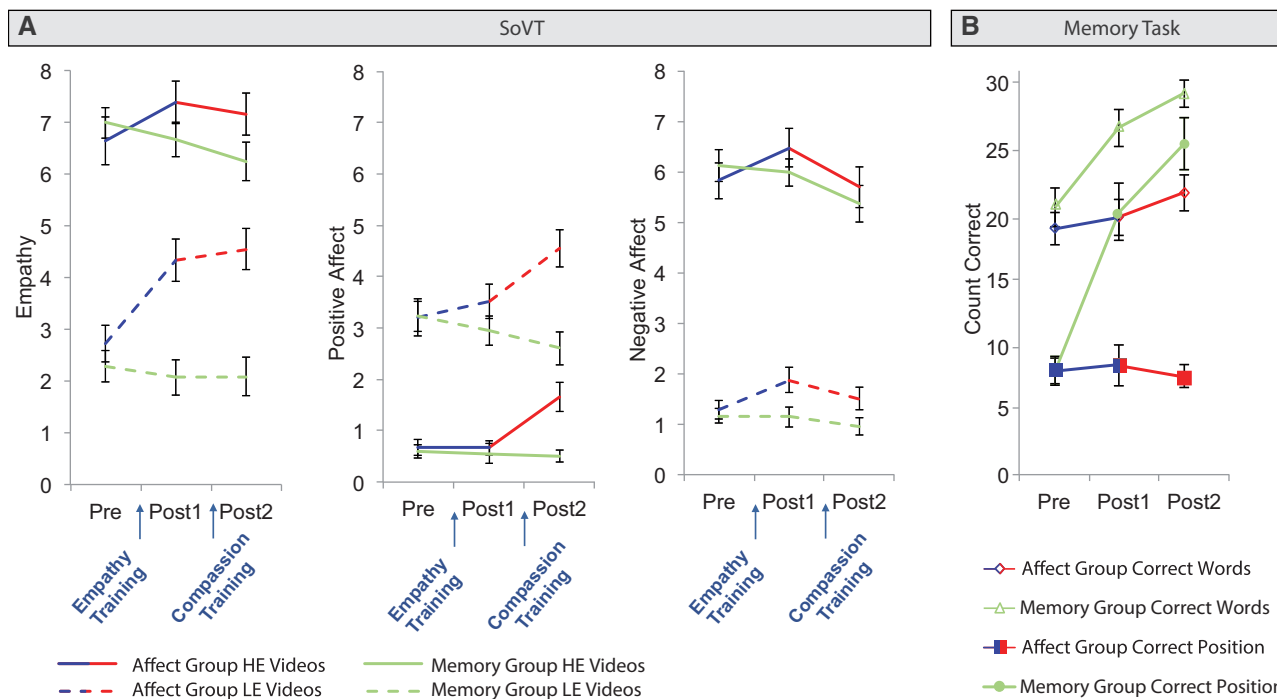 A SoVT
B Memory Task
Empathy
8
7
6
5
4
3
2
1
0
Pre Post1 Post2
Empathy
Training
Compassion
Training
Positive Affect
8
7
6
5
4
3
2
1
0
Pre Post1 Post2
Empathy
Training
Compassion
Training
Negative Affect
8
7
6
5
4
3
2
1
0
Pre Post1 Post2
Empathy
Training
Compassion
Training
Affect Group HE Videos
Affect Group LE Videos
Memory Group HE Videos
Memory Group LE Videos
Count Correct
30
25
20
15
10
5
0
Pre Post1 Post2
Affect Group Correct Words
Memory Group Correct Words
Affect Group Correct Position
Memory Group Correct Position